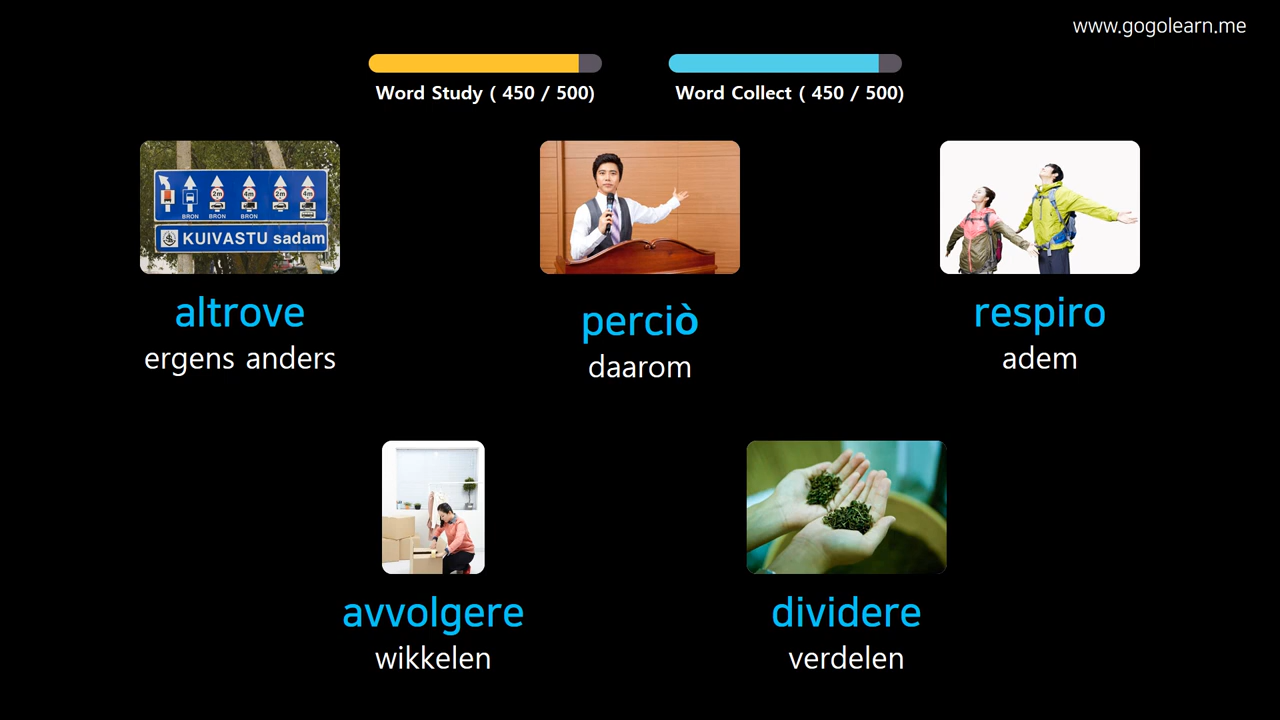 www.gogolearn.me
Word Study ( 450 / 500)
Word Collect ( 450 / 500)
BRON BRON BRON
2m 4m 2m 4m
KUIVASTU sadam
altrove
ergens anders
perciò
daarom
respiro
adem
avvolgere
wikkelen
dividere
verdelen